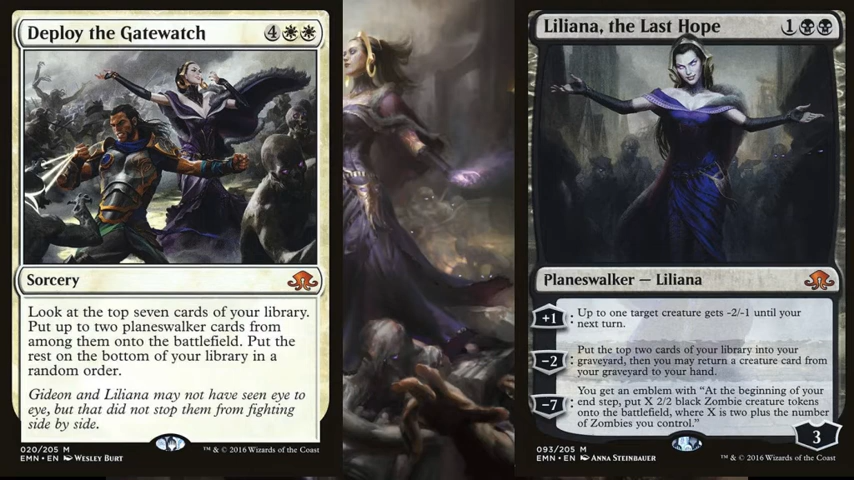 Deploy the Gatewatch 4
Sorcery
Look at the top seven cards of your library.
Put up to two planeswalker cards from
among them onto the battlefield. Put the
rest on the bottom of your library in a
random order.
Gideon and Liliana may not have seen eye to
eye, but that did not stop them from fighting
side by side.
020/205 M
EMN • EN Wesley Burt
™ & © 2016 Wizards of the Coast
Liliana, the Last Hope 1
Planeswalker — Liliana
+1 : Up to one target creature gets -2/-1 until your
next turn.
-2 : Put the top two cards of your library into your
graveyard, then you may return a creature card from
your graveyard to your hand.
-7 : You get an emblem with “At the beginning of your
end step, put X 2/2 black Zombie creature tokens
onto the battlefield, where X is two plus the number
of Zombies you control.”
3
093/205 M
EMN • EN Anna Steinbauer
™ & © 2016 Wizards of the Coast